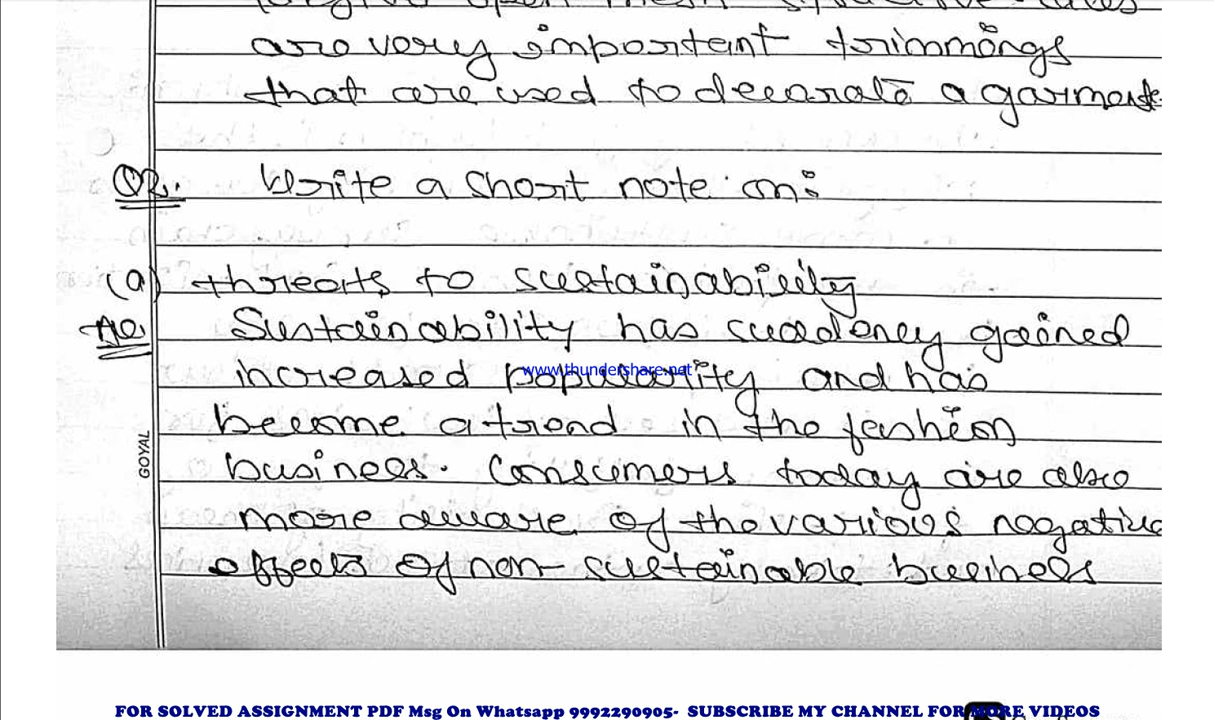 are very important trimmings
that are used to decorate a garment
Q2. Write a short note on:
(a) threats to sustainability
Sustainability has suddenly gained
increased popularity and has
www.thundershare.net
become a trend in the fashion
business. Consumers today are also
GOYAL
more aware of the various negative
effects of non-sustainable business
FOR SOLVED ASSIGNMENT PDF Msg On Whatsapp 9992290905- SUBSCRIBE MY CHANNEL FOR MORE VIDEOS